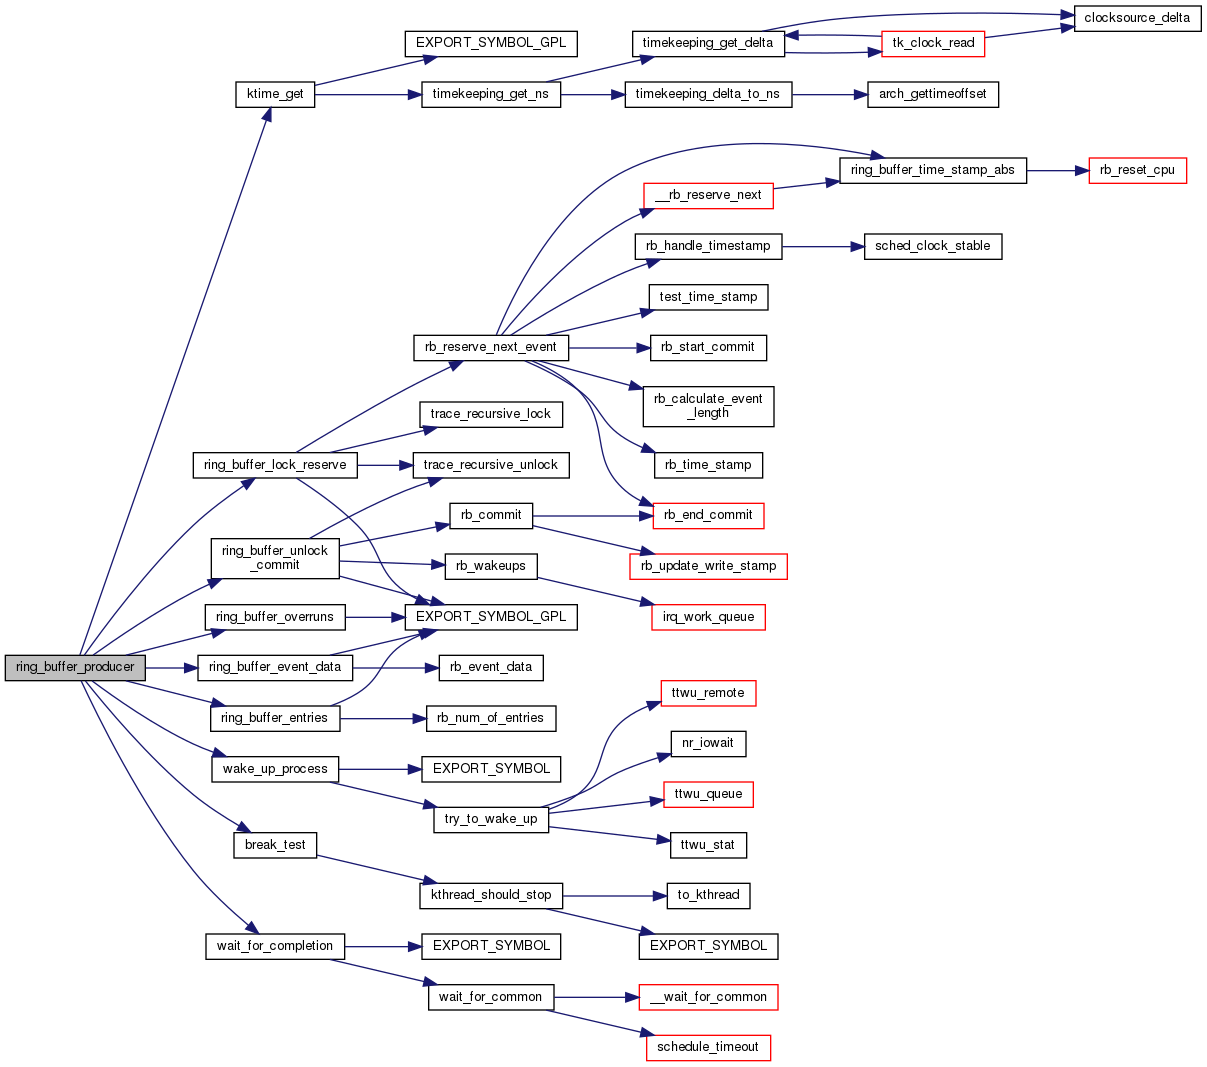 clocksource_delta
EXPORT_SYMBOL_GPL
timekeeping_get_delta
tk_clock_read
ktime_get
timekeeping_get_ns
timekeeping_delta_to_ns
arch_gettimeoffset
ring_buffer_time_stamp_abs
rb_reset_cpu
__rb_reserve_next
rb_handle_timestamp
sched_clock_stable
test_time_stamp
rb_reserve_next_event
rb_start_commit
rb_calculate_event
_length
trace_recursive_lock
ring_buffer_lock_reserve
trace_recursive_unlock
rb_time_stamp
rb_commit
rb_end_commit
ring_buffer_unlock
_commit
rb_wakeups
rb_update_write_stamp
ring_buffer_overruns
EXPORT_SYMBOL_GPL
irq_work_queue
ring_buffer_producer
ring_buffer_event_data
rb_event_data
ttwu_remote
ring_buffer_entries
rb_num_of_entries
nr_iowait
wake_up_process
EXPORT_SYMBOL
ttwu_queue
try_to_wake_up
break_test
ttwu_stat
kthread_should_stop
to_kthread
wait_for_completion
EXPORT_SYMBOL
EXPORT_SYMBOL
wait_for_common
__wait_for_common
schedule_timeout